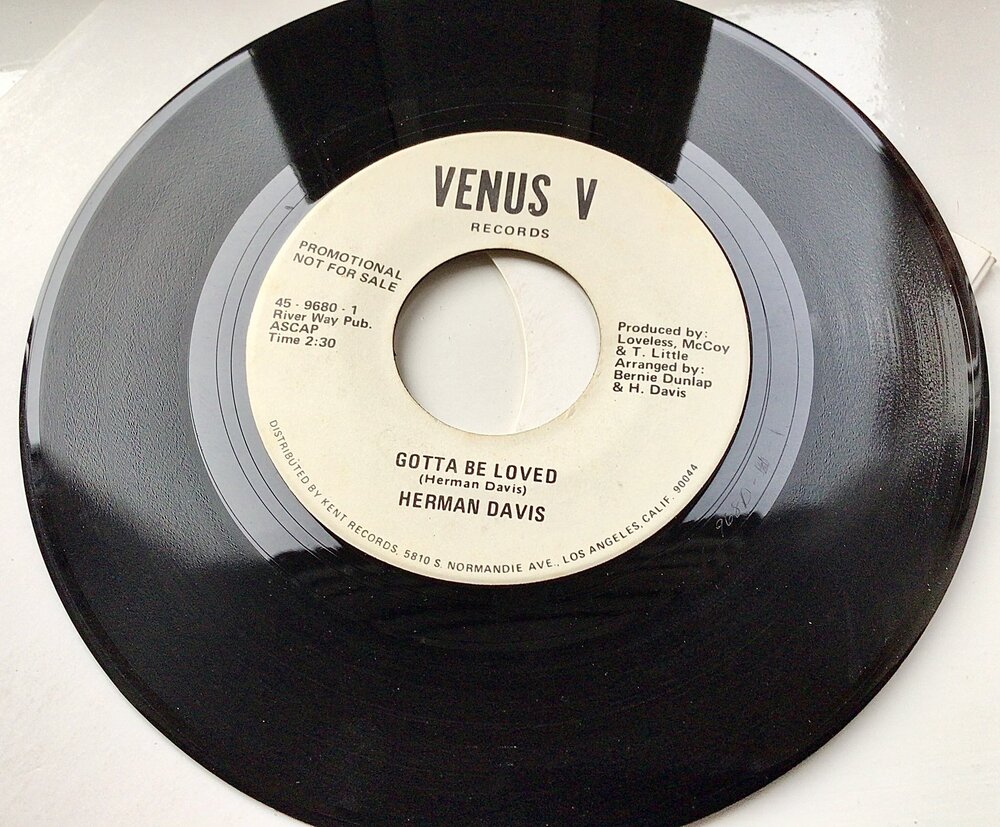 VENUS V
RECORDS
PROMOTIONAL
NOT FOR SALE
45 - 9680 - 1
River Way Pub.
ASCAP
Time 2:30
Produced by:
Loveless, McCoy
& T. Little
Arranged by:
Bernie Dunlap
& H. Davis
GOTTA BE LOVED
(Herman Davis)
HERMAN DAVIS
DISTRIBUTED BY KENT RECORDS, 5810 S. NORMANDIE AVE., LOS ANGELES, CALIF. 90044